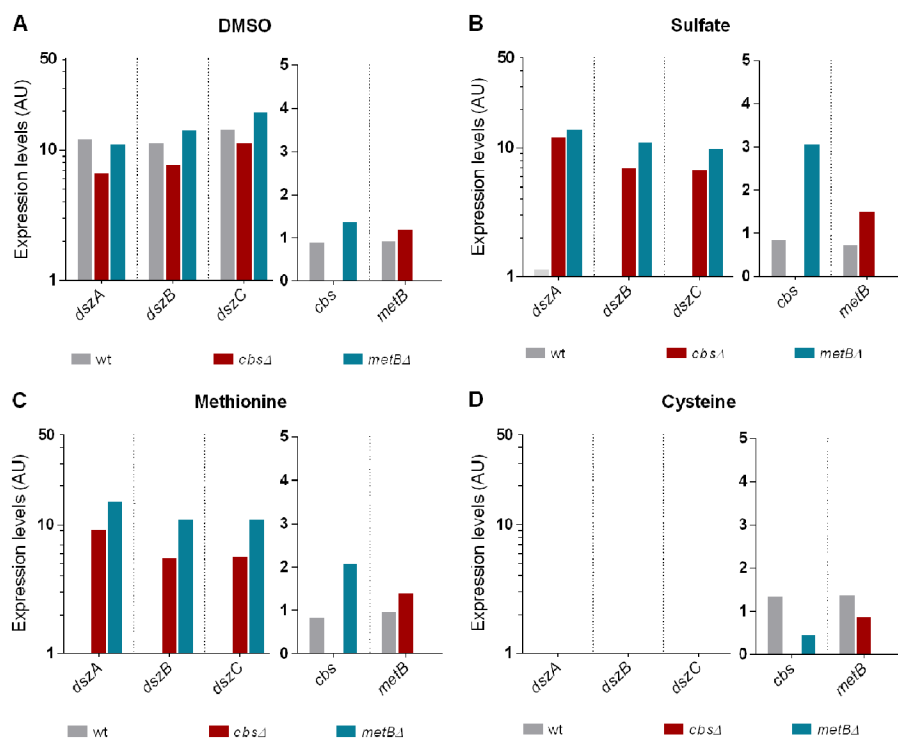 A
DMSO
Expression levels (AU)
50
10
1
dszA
dszB
dszC
5
4
3
2
1
0
cbs
metB
wt
cbsΔ
metBΔ
B
Sulfate
Expression levels (AU)
50
10
1
dszA
dszB
dszC
5
4
3
2
1
0
cbs
metB
wt
cbsΔ
metBΔ
C
Methionine
Expression levels (AU)
50
10
1
dszA
dszB
dszC
5
4
3
2
1
0
cbs
metB
wt
cbsΔ
metBΔ
D
Cysteine
Expression levels (AU)
50
10
1
dszA
dszB
dszC
5
4
3
2
1
0
cbs
metB
wt
cbsΔ
metBΔ